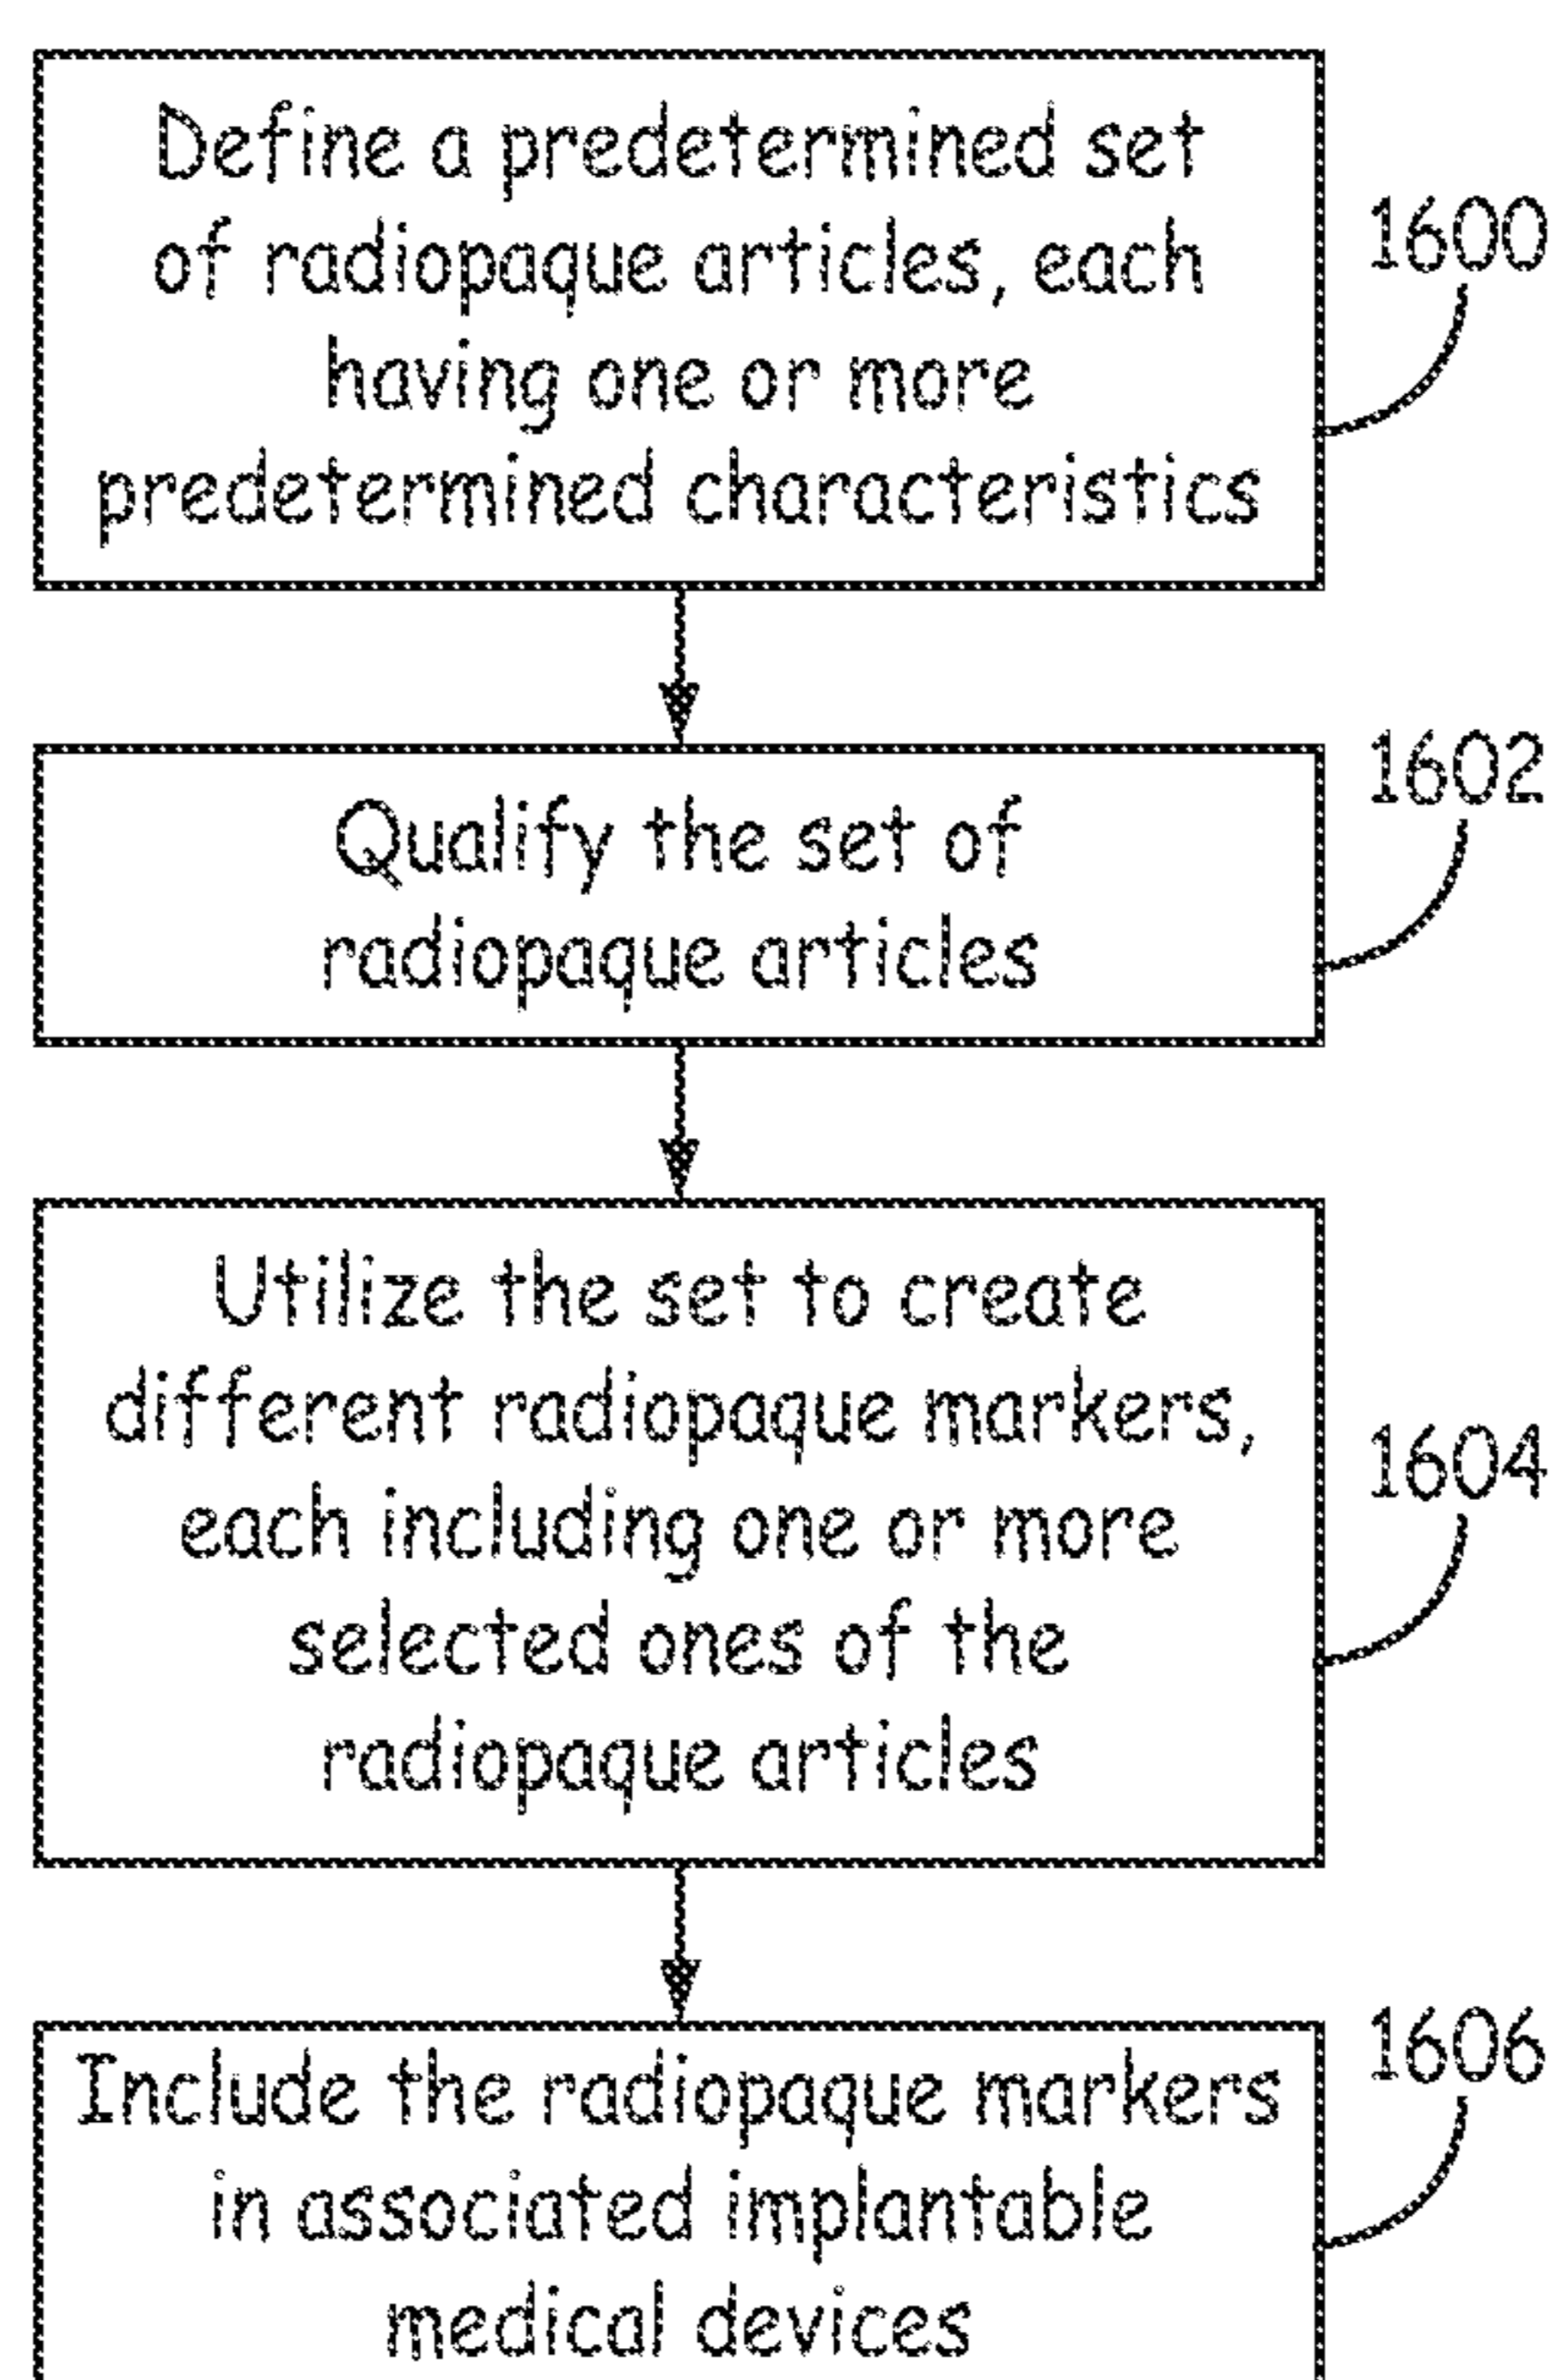 Define a predetermined set
of radiopaque articles, each
having one or more
predetermined characteristics
1600
Qualify the set of
radiopaque articles
1602
Utilize the set to create
different radiopaque markers,
each including one or more
selected ones of the
radiopaque articles
1604
Include the radiopaque markers
in associated implantable
medical devices
1606